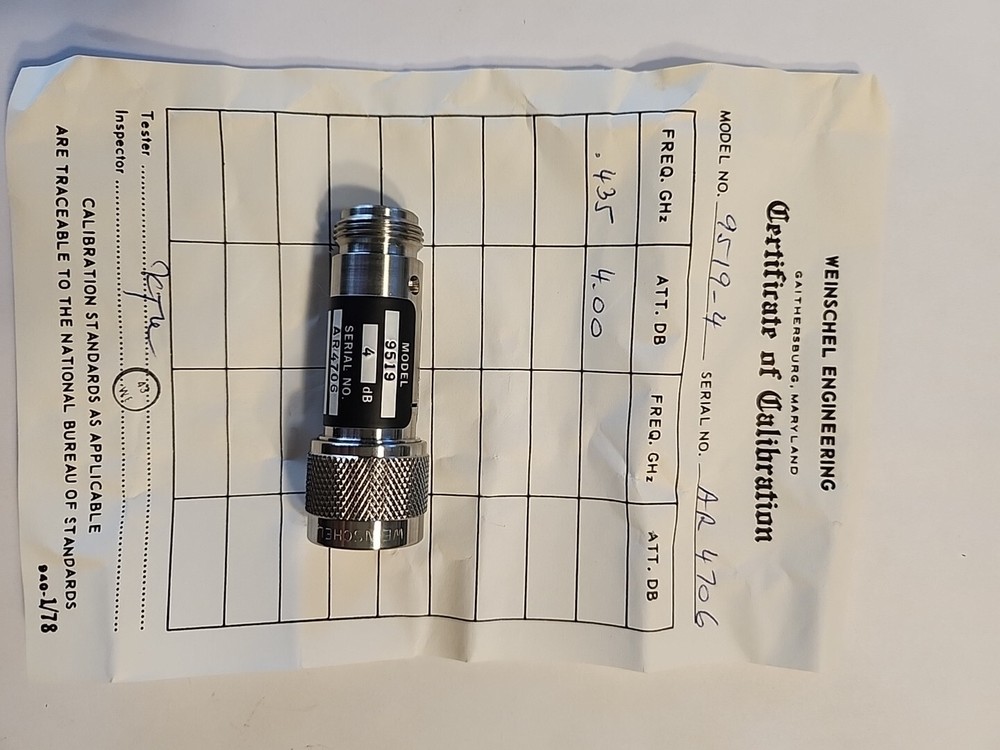 WEINSCHEL ENGINEERING
GAITHERSBURG, MARYLAND
Certificate of Calibration
MODEL NO. 9519-4 SERIAL NO. AR 4706
FREQ. GHz ATT. DB FREQ. GHz ATT. DB
.435 4.00
MODEL
9519
4 dB
SERIAL NO.
AR4706
WEINSCHEL
Tester
Inspector
CALIBRATION STANDARDS AS APPLICABLE
ARE TRACEABLE TO THE NATIONAL BUREAU OF STANDARDS
940-1/78